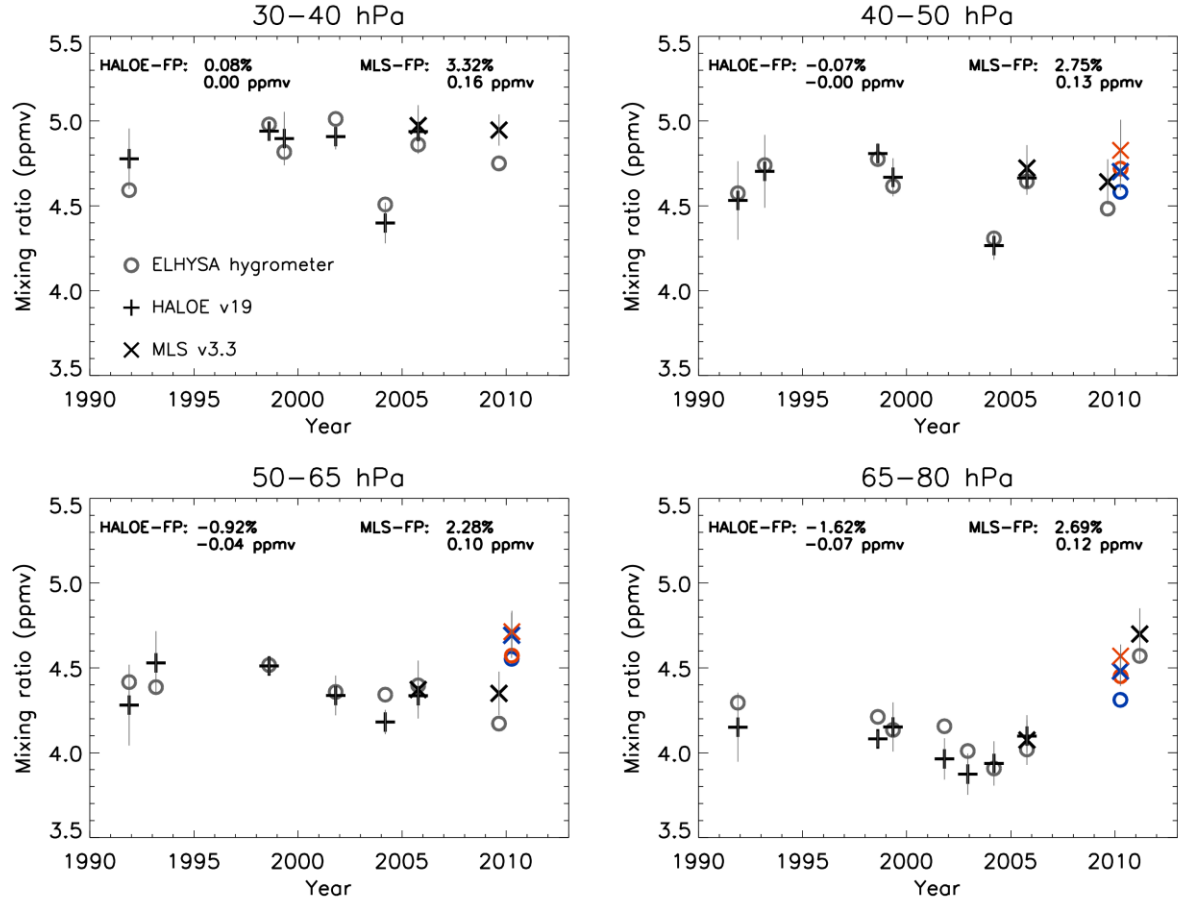 30-40 hPa
HALOE-FP: 0.08% MLS-FP: 3.32%
0.00 ppmv 0.16 ppmv
Mixing ratio (ppmv)
5.5
5.0
4.5
4.0
3.5
ELHYSA hygrometer
HALOE v19
MLS v3.3
1990 1995 2000 2005 2010
Year
40-50 hPa
HALOE-FP: -0.07% MLS-FP: 2.75%
-0.00 ppmv 0.13 ppmv
Mixing ratio (ppmv)
5.5
5.0
4.5
4.0
3.5
1990 1995 2000 2005 2010
Year
50-65 hPa
HALOE-FP: -0.92% MLS-FP: 2.28%
-0.04 ppmv 0.10 ppmv
Mixing ratio (ppmv)
5.5
5.0
4.5
4.0
3.5
1990 1995 2000 2005 2010
Year
65-80 hPa
HALOE-FP: -1.62% MLS-FP: 2.69%
-0.07 ppmv 0.12 ppmv
Mixing ratio (ppmv)
5.5
5.0
4.5
4.0
3.5
1990 1995 2000 2005 2010
Year